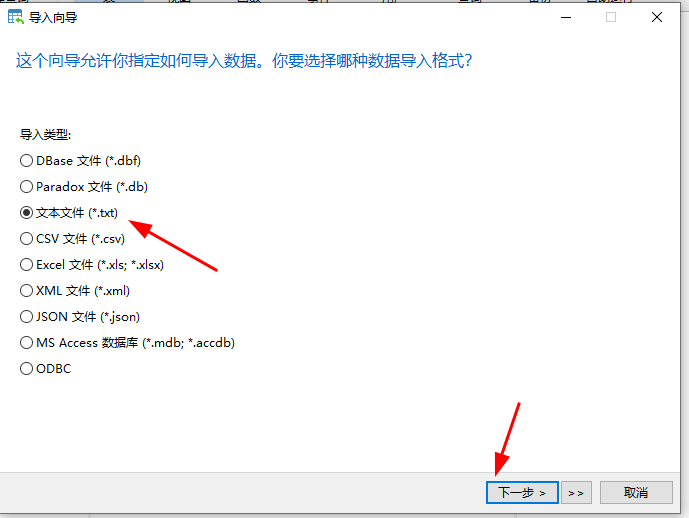 导入向导
这个向导允许你指定如何导入数据。你要选择哪种数据导入格式?
导入类型:
DBase 文件 (*.dbf)
Paradox 文件 (*.db)
文本文件 (*.txt)
CSV 文件 (*.csv)
Excel 文件 (*.xls; *.xlsx)
XML 文件 (*.xml)
JSON 文件 (*.json)
MS Access 数据库 (*.mdb; *.accdb)
ODBC
下一步 > >> 取消